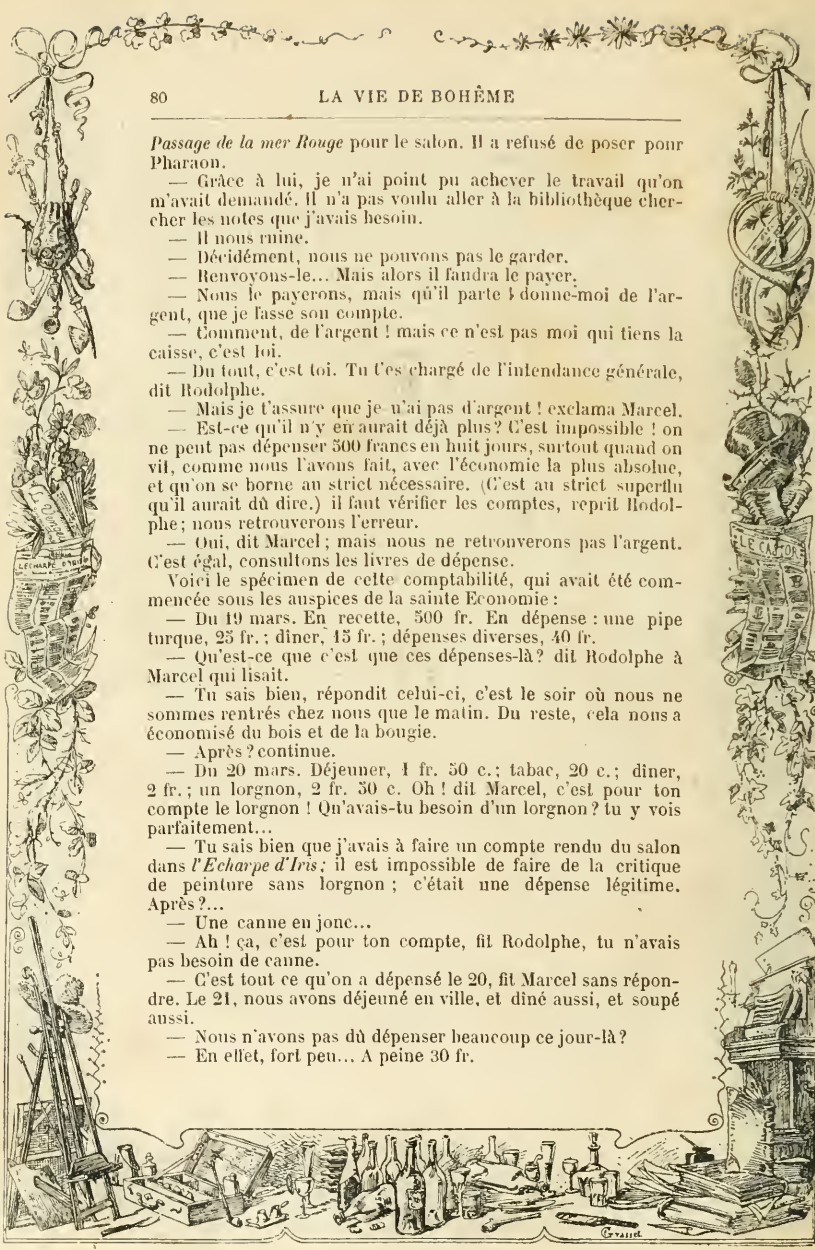 80 LA VIE DE BOHÊME
Passage de la mer Rouge pour le salon. Il a refusé de poser pour
Pharaon.
— Grâce à lui, je n'ai point pu achever le travail qu'on
m'avait demandé. Il n'a pas voulu aller à la bibliothèque cher-
cher les notes que j'avais besoin.
— Il nous ruine.
— Décidément, nous ne pouvons pas le garder.
— Renvoyons-le... Mais alors il faudra le payer.
— Nous le payerons, mais qu'il parte ! donne-moi de l'ar-
gent, que je fasse son compte.
— Comment, de l'argent ! mais ce n'est pas moi qui tiens la
caisse, c'est toi.
— Du tout, c'est toi. Tu t'es chargé de l'intendance générale,
dit Rodolphe.
— Mais je t'assure que je n'ai pas d'argent ! exclama Marcel.
— Est-ce qu'il n'y en aurait déjà plus? C'est impossible ! on
ne peut pas dépenser 500 francs en huit jours, surtout quand on
vit, comme nous l'avons fait, avec l'économie la plus absolue,
et qu'on se borne au strict nécessaire. (C'est au strict superflu
qu'il aurait dû dire.) il faut vérifier les comptes, reprit Rodol-
phe; nous retrouverons l'erreur.
— Oui, dit Marcel; mais nous ne retrouverons pas l'argent.
C'est égal, consultons les livres de dépense.
Voici le spécimen de cette comptabilité, qui avait été com-
mencée sous les auspices de la sainte Economie :
— Du 19 mars. En recette, 500 fr. En dépense : une pipe
turque, 25 fr.; dîner, 15 fr.; dépenses diverses, 40 fr.
— Qu'est-ce que c'est que ces dépenses-là? dit Rodolphe à
Marcel qui lisait.
— Tu sais bien, répondit celui-ci, c'est le soir où nous ne
sommes rentrés chez nous que le matin. Du reste, cela nous a
économisé du bois et de la bougie.
— Après? continue.
— Du 20 mars. Déjeuner, 1 fr. 50 c.; tabac, 20 c.; dîner,
2 fr.; un lorgnon, 2 fr. 50 c. Oh ! dit Marcel, c'est pour ton
compte le lorgnon ! Qu'avais-tu besoin d'un lorgnon? tu y vois
parfaitement...
— Tu sais bien que j'avais à faire un compte rendu du salon
dans l'Echarpe d'Iris; il est impossible de faire de la critique
de peinture sans lorgnon; c'était une dépense légitime.
Après?...
— Une canne en jonc...
— Ah ! ça, c'est pour ton compte, fit Rodolphe, tu n'avais
pas besoin de canne.
— C'est tout ce qu'on a dépensé le 20, fit Marcel sans répon-
dre. Le 21, nous avons déjeuné en ville, et dîné aussi, et soupé
aussi.
— Nous n'avons pas dû dépenser beaucoup ce jour-là?
— En effet, fort peu... A peine 30 fr.
L'ECHARPE D'IRIS
LE CASTOR
Grasset